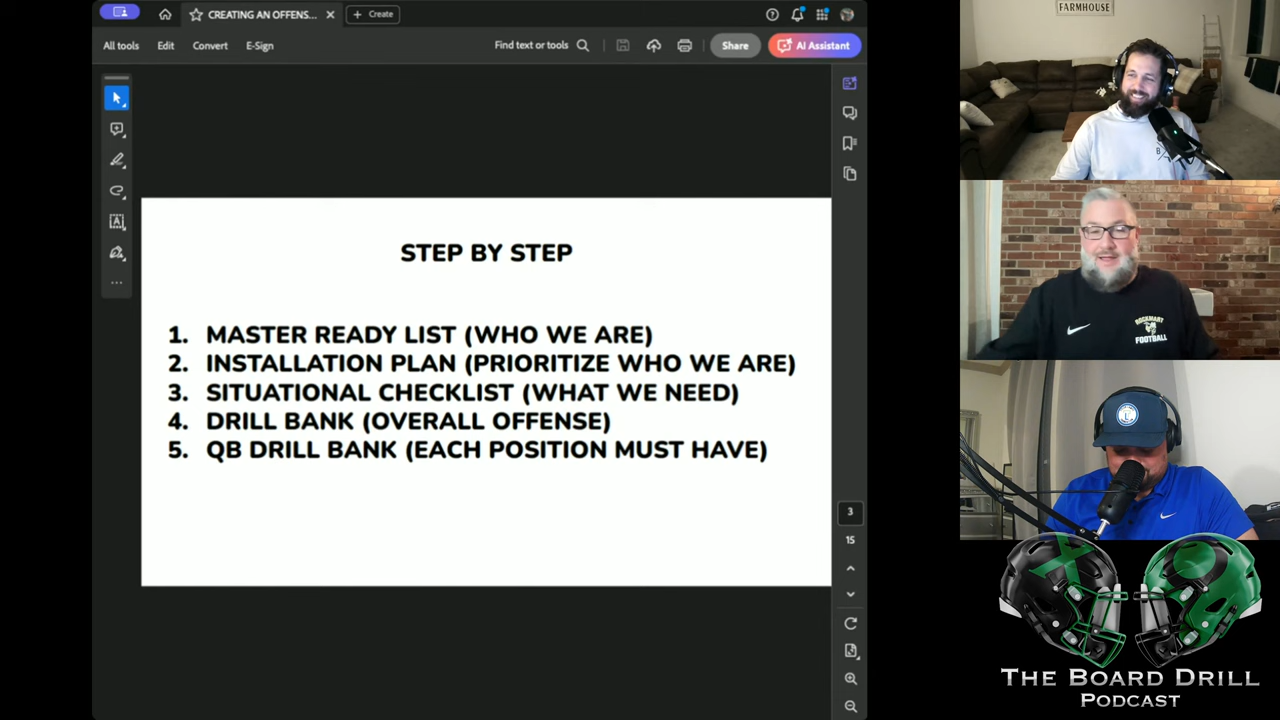 CREATING AN OFFENS...
Create
All tools
Edit
Convert
E-Sign
Find text or tools
Share
AI Assistant
STEP BY STEP
1. MASTER READY LIST (WHO WE ARE)
2. INSTALLATION PLAN (PRIORITIZE WHO WE ARE)
3. SITUATIONAL CHECKLIST (WHAT WE NEED)
4. DRILL BANK (OVERALL OFFENSE)
5. QB DRILL BANK (EACH POSITION MUST HAVE)
3
15
FARMHOUSE
ROCKMART
FOOTBALL
THE BOARD DRILL
PODCAST